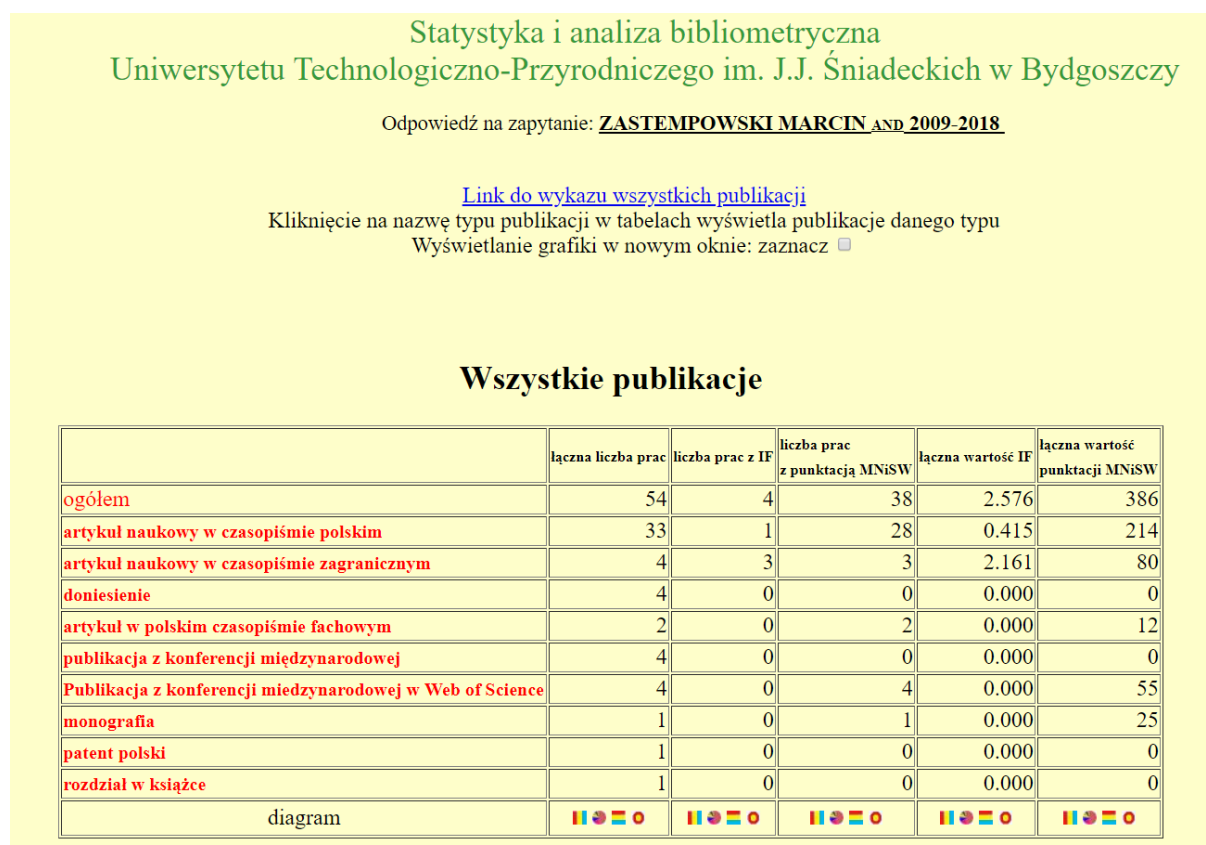 Statystyka i analiza bibliometryczna
Uniwersytetu Technologiczno-Przyrodniczego im. J.J. Śniadeckich w Bydgoszczy
Odpowiedź na zapytanie: ZASTEMPOWSKI MARCIN AND 2009-2018
Link do wykazu wszystkich publikacji
Kliknięcie na nazwę typu publikacji w tabelach wyświetla publikacje danego typu
Wyświetlanie grafiki w nowym oknie: zaznacz
Wszystkie publikacje
łączna liczba prac liczba prac z IF liczba prac z punktacją MNiSW łączna wartość IF łączna wartość punktacji MNiSW
ogółem 54 4 38 2.576 386
artykuł naukowy w czasopiśmie polskim 33 1 28 0.415 214
artykuł naukowy w czasopiśmie zagranicznym 4 3 3 2.161 80
doniesienie 4 0 0 0.000 0
artykuł w polskim czasopiśmie fachowym 2 0 2 0.000 12
publikacja z konferencji międzynarodowej 4 0 0 0.000 0
Publikacja z konferencji miedzynarodowej w Web of Science 4 0 4 0.000 55
monografia 1 0 1 0.000 25
patent polski 1 0 0 0.000 0
rozdział w książce 1 0 0 0.000 0
diagram